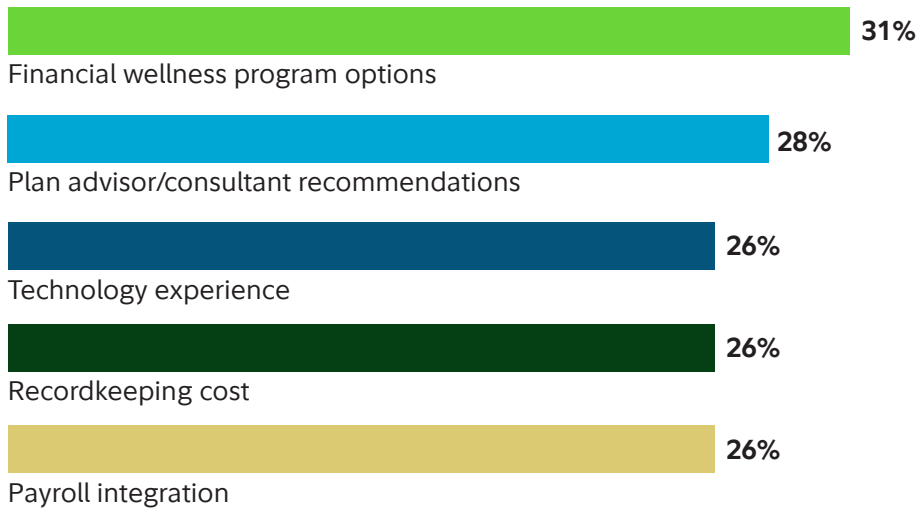 31%
Financial wellness program options
28%
Plan advisor/consultant recommendations
26%
Technology experience
26%
Recordkeeping cost
26%
Payroll integration